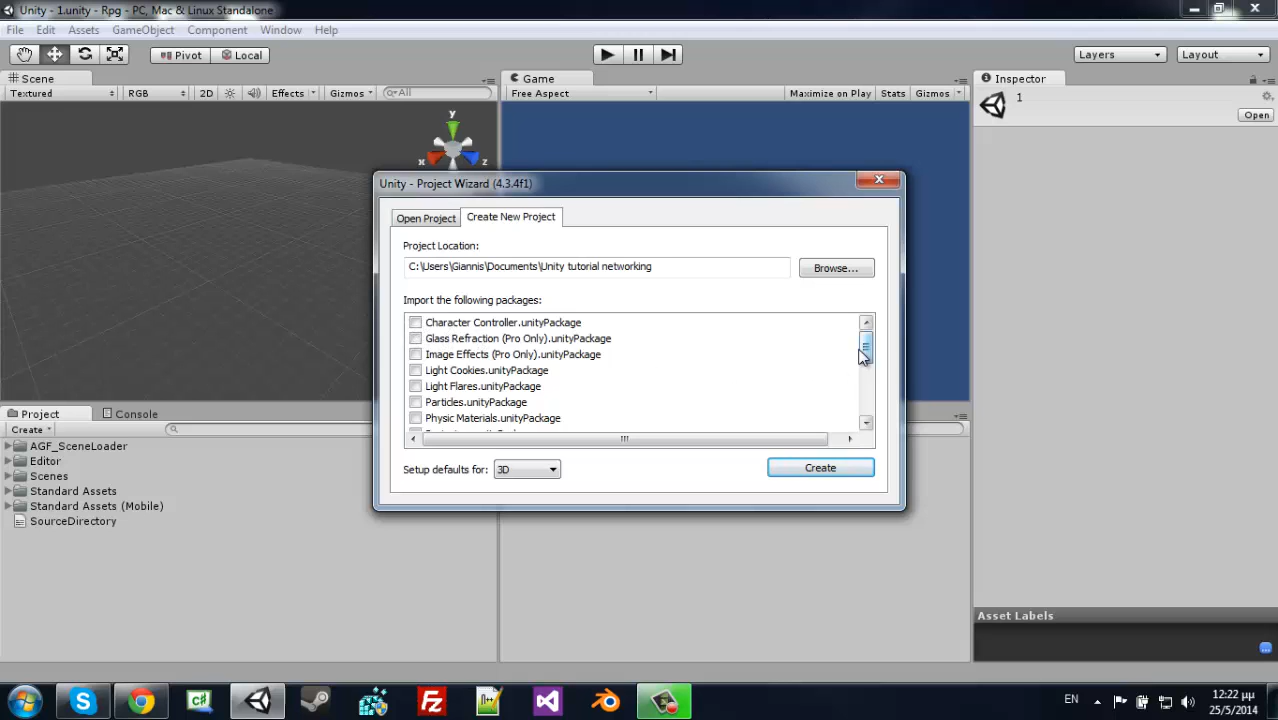 Unity - 1.unity - Rpg - PC, Mac & Linux Standalone
File Edit Assets GameObject Component Window Help
Pivot Local Layers Layout
Scene Game Inspector
Textured RGB 2D Effects Gizmos All Free Aspect Maximize on Play Stats Gizmos
1
Open
y
x z
Unity - Project Wizard (4.3.4f1)
Open Project Create New Project
Project Location:
C:\Users\Giannis\Documents\Unity tutorial networking Browse...
Import the following packages:
Character Controller.unityPackage
Glass Refraction (Pro Only).unityPackage
Image Effects (Pro Only).unityPackage
Light Cookies.unityPackage
Light Flares.unityPackage
Particles.unityPackage
Physic Materials.unityPackage
Setup defaults for: 3D Create
Project Console
Create
AGF_SceneLoader
Editor
Scenes
Standard Assets
Standard Assets (Mobile)
SourceDirectory
Asset Labels
EN
12:22 μμ
25/5/2014